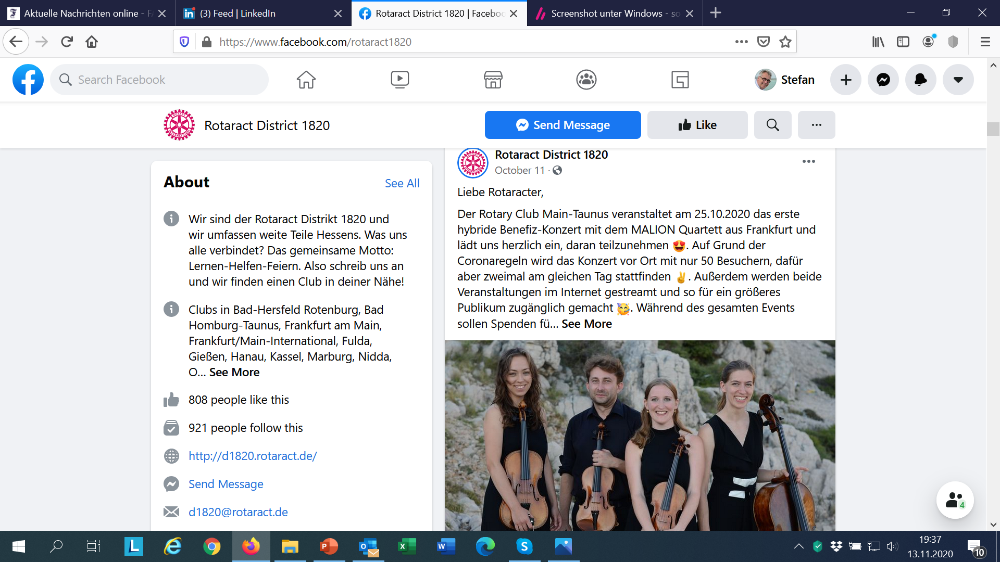 Aktuelle Nachrichten online - FA
(3) Feed | LinkedIn
Rotaract District 1820 | Faceboo
Screenshot unter Windows - so
https://www.facebook.com/rotaract1820
Search Facebook
Stefan
Rotaract District 1820
Send Message
Like
About
See All
Wir sind der Rotaract Distrikt 1820 und
wir umfassen weite Teile Hessens. Was uns
alle verbindet? Das gemeinsame Motto:
Lernen-Helfen-Feiern. Also schreib uns an
und wir finden einen Club in deiner Nähe!
Clubs in Bad-Hersfeld Rotenburg, Bad
Homburg-Taunus, Frankfurt am Main,
Frankfurt/Main-International, Fulda,
Gießen, Hanau, Kassel, Marburg, Nidda,
O... See More
808 people like this
921 people follow this
http://d1820.rotaract.de/
Send Message
d1820@rotaract.de
Rotaract District 1820
October 11 ·
Liebe Rotaracter,
Der Rotary Club Main-Taunus veranstaltet am 25.10.2020 das erste
hybride Benefiz-Konzert mit dem MALION Quartett aus Frankfurt und
lädt uns herzlich ein, daran teilzunehmen 😍. Auf Grund der
Coronaregeln wird das Konzert vor Ort mit nur 50 Besuchern, dafür
aber zweimal am gleichen Tag stattfinden ✌. Außerdem werden beide
Veranstaltungen im Internet gestreamt und so für ein größeres
Publikum zugänglich gemacht 🥳. Während des gesamten Events
sollen Spenden fü... See More
4
19:37
13.11.2020
10